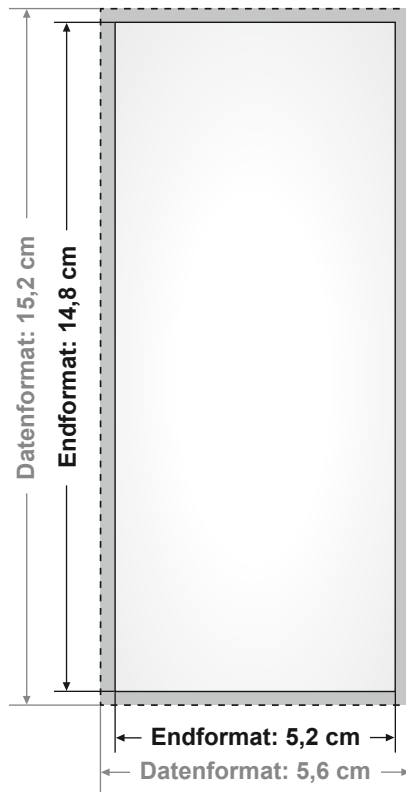 Datenformat: 15,2 cm
Endformat: 14,8 cm
Endformat: 5,2 cm
Datenformat: 5,6 cm